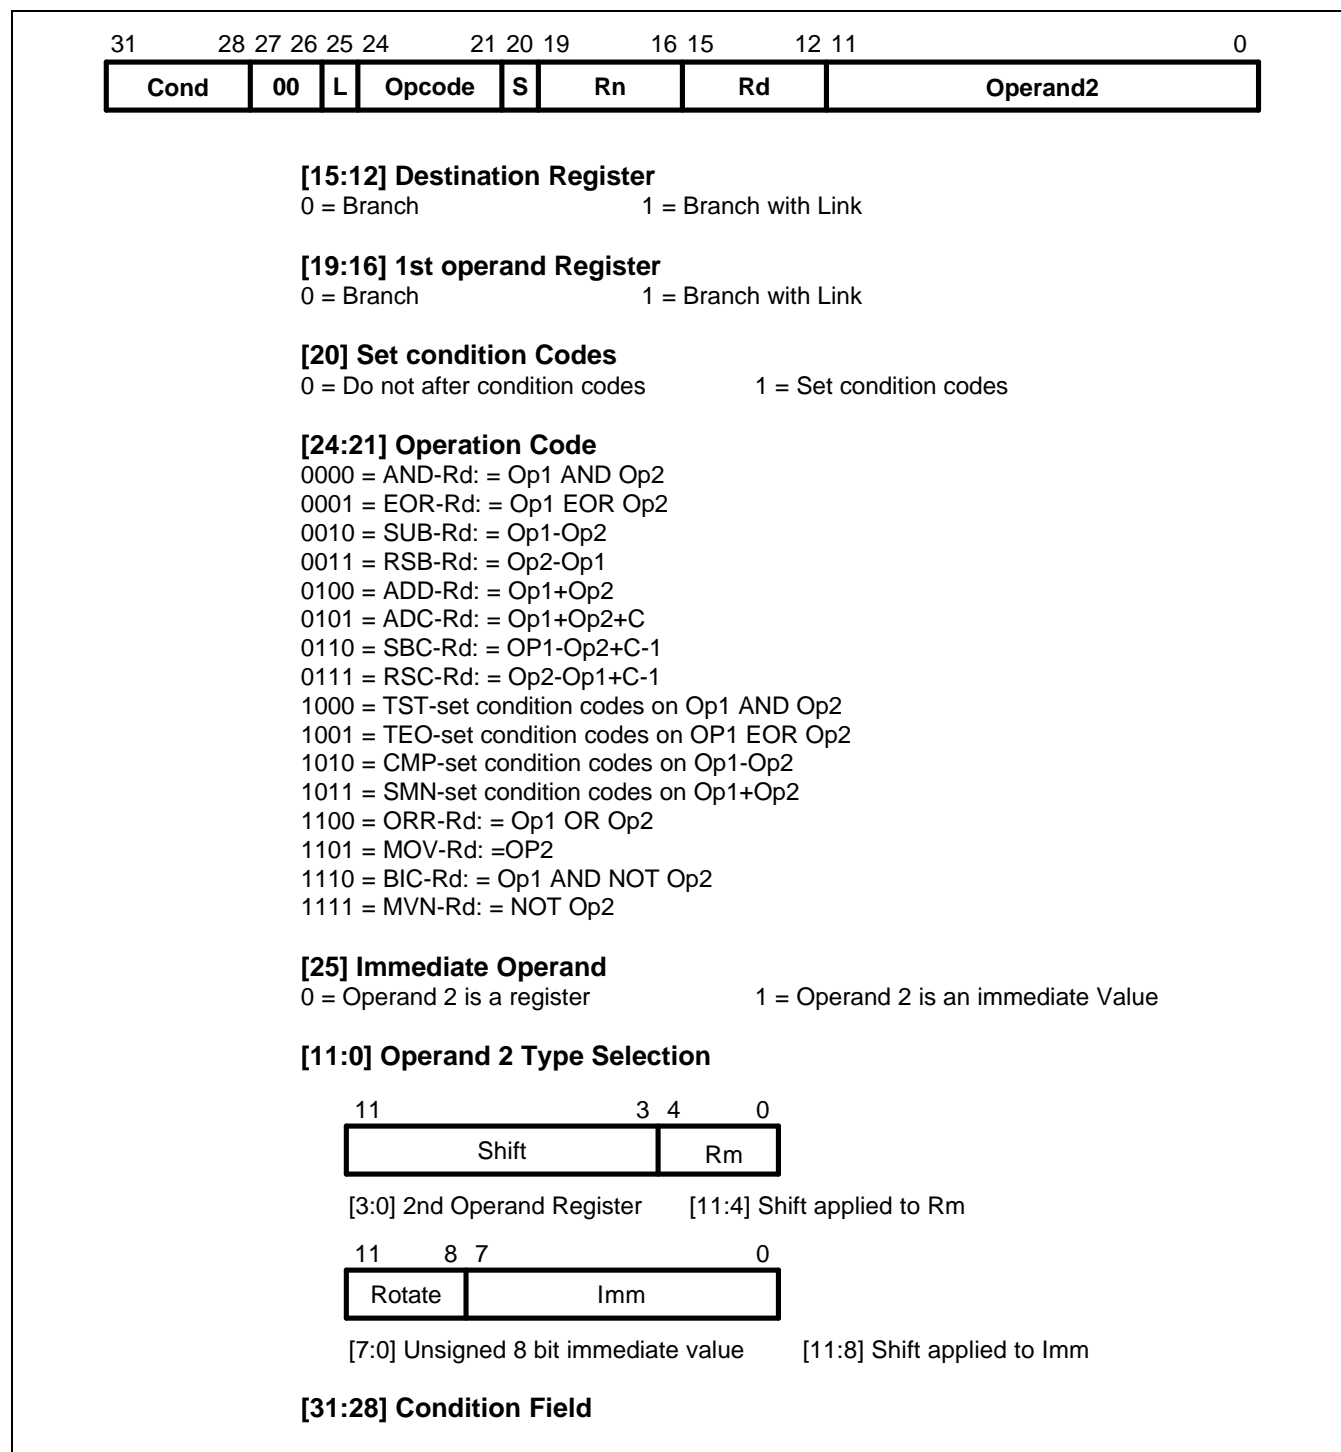 31 28 27 26 25 24 21 20 19 16 15 12 11 0
Cond 00 L Opcode S Rn Rd Operand2
[15:12] Destination Register
0 = Branch 1 = Branch with Link
[19:16] 1st operand Register
0 = Branch 1 = Branch with Link
[20] Set condition Codes
0 = Do not after condition codes 1 = Set condition codes
[24:21] Operation Code
0000 = AND-Rd: = Op1 AND Op2
0001 = EOR-Rd: = Op1 EOR Op2
0010 = SUB-Rd: = Op1-Op2
0011 = RSB-Rd: = Op2-Op1
0100 = ADD-Rd: = Op1+Op2
0101 = ADC-Rd: = Op1+Op2+C
0110 = SBC-Rd: = OP1-Op2+C-1
0111 = RSC-Rd: = Op2-Op1+C-1
1000 = TST-set condition codes on Op1 AND Op2
1001 = TEO-set condition codes on OP1 EOR Op2
1010 = CMP-set condition codes on Op1-Op2
1011 = SMN-set condition codes on Op1+Op2
1100 = ORR-Rd: = Op1 OR Op2
1101 = MOV-Rd: =OP2
1110 = BIC-Rd: = Op1 AND NOT Op2
1111 = MVN-Rd: = NOT Op2
[25] Immediate Operand
0 = Operand 2 is a register 1 = Operand 2 is an immediate Value
[11:0] Operand 2 Type Selection
11 3 4 0
Shift Rm
[3:0] 2nd Operand Register [11:4] Shift applied to Rm
11 8 7 0
Rotate Imm
[7:0] Unsigned 8 bit immediate value [11:8] Shift applied to Imm
[31:28] Condition Field